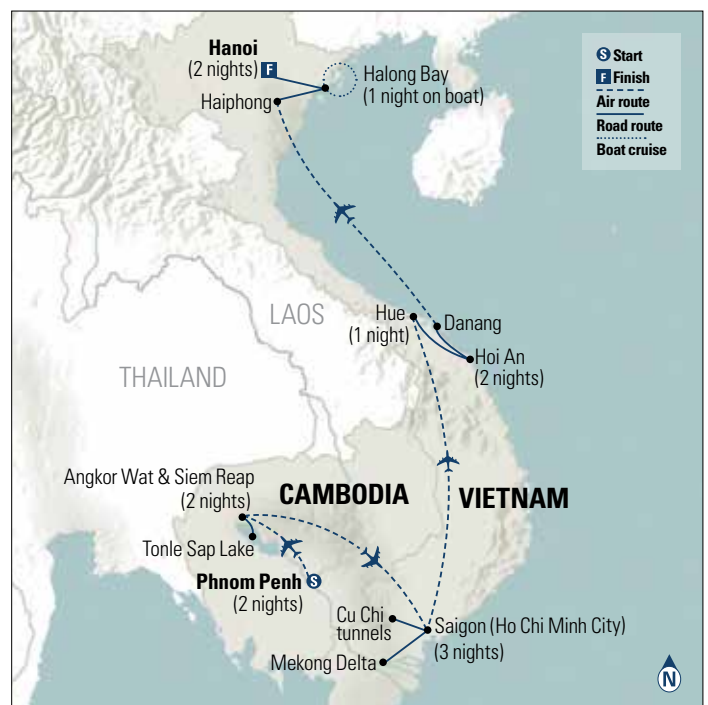 Hanoi
(2 nights) F
Halong Bay
(1 night on boat)
Haiphong
S Start
F Finish
Air route
Road route
Boat cruise
LAOS
THAILAND
Hue
(1 night)
Danang
Hoi An
(2 nights)
Angkor Wat & Siem Reap
(2 nights)
CAMBODIA
VIETNAM
Tonle Sap Lake
Phnom Penh S
(2 nights)
Cu Chi
tunnels
Saigon (Ho Chi Minh City)
(3 nights)
Mekong Delta
N